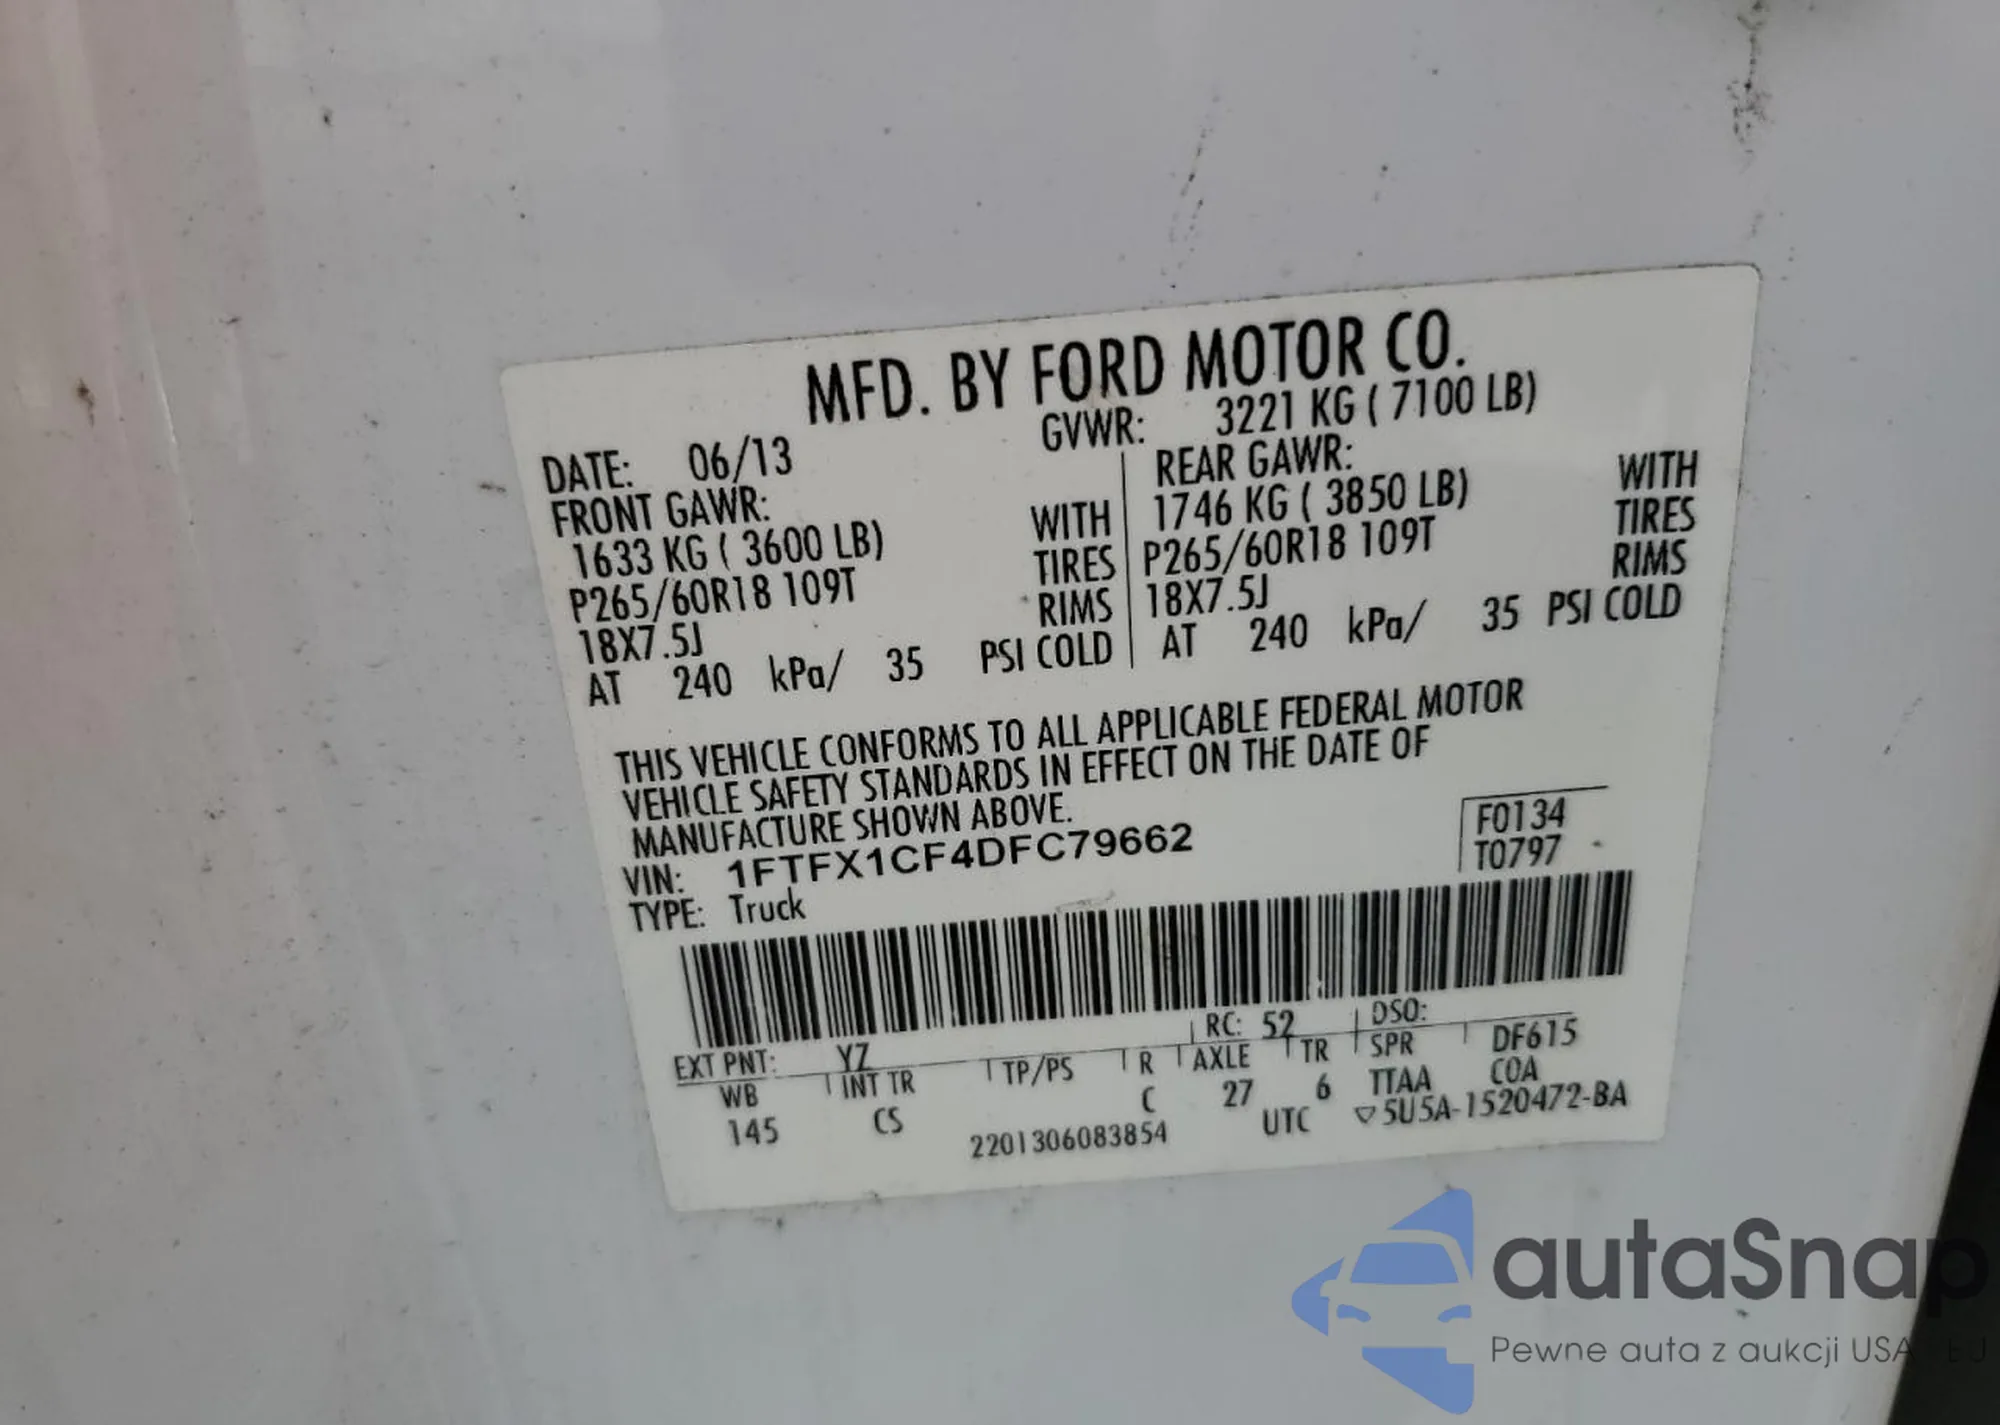 MFD. BY FORD MOTOR CO.
DATE: 06/13 GVWR: 3221 KG ( 7100 LB)
FRONT GAWR: REAR GAWR:
1633 KG ( 3600 LB) WITH 1746 KG ( 3850 LB) WITH
P265/60R18 109T TIRES P265/60R18 109T TIRES
18X7.5J RIMS 18X7.5J RIMS
AT 240 kPa/ 35 PSI COLD AT 240 kPa/ 35 PSI COLD
THIS VEHICLE CONFORMS TO ALL APPLICABLE FEDERAL MOTOR
VEHICLE SAFETY STANDARDS IN EFFECT ON THE DATE OF
MANUFACTURE SHOWN ABOVE.
VIN: 1FTFX1CF4DFC79662 F0134
TYPE: Truck T0797
EXT PNT: YZ RC: 52 DSO:
WB INT TR TP/PS R AXLE TR SPR DF615
145 CS C 27 6 TTAA COA
2201306083854 UTC ▽5U5A-1520472-BA
autaSnap
Pewne auta z aukcji USA